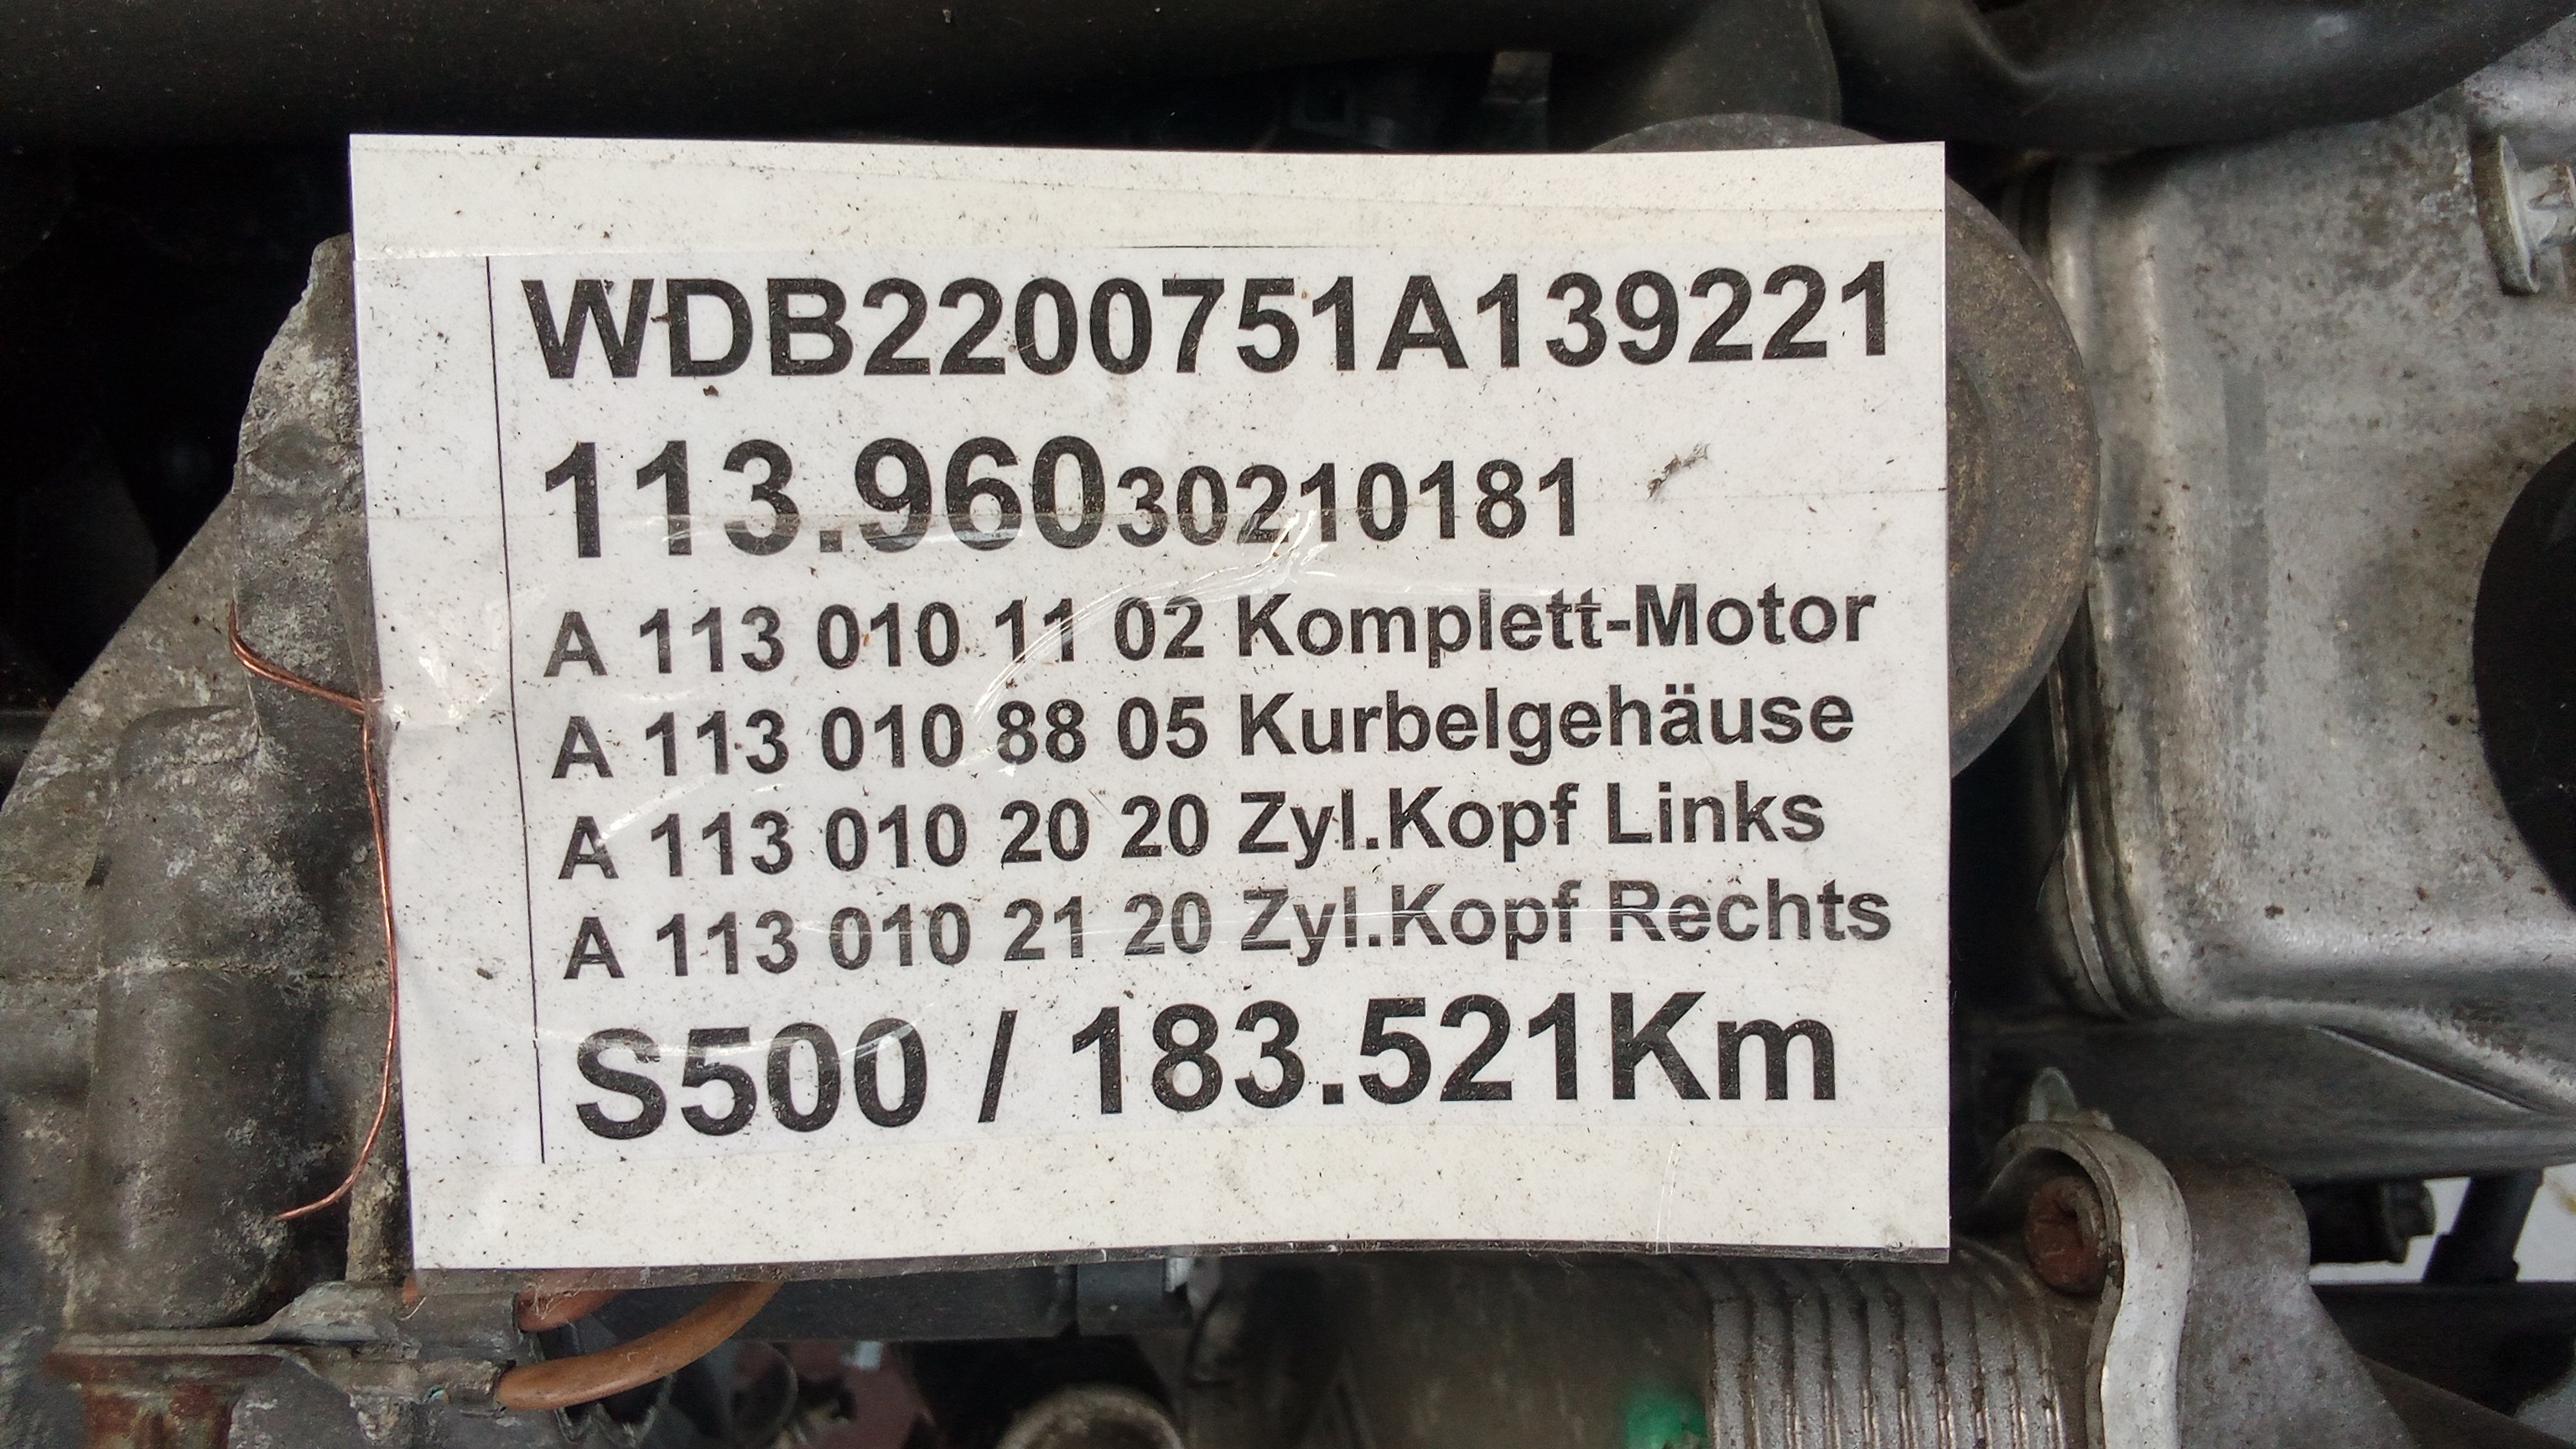 WDB2200751A139221
113.96030210181
A 113 010 11 02 Komplett-Motor
A 113 010 88 05 Kurbelgehäuse
A 113 010 20 20 Zyl.Kopf Links
A 113 010 21 20 Zyl.Kopf Rechts
S500 / 183.521Km